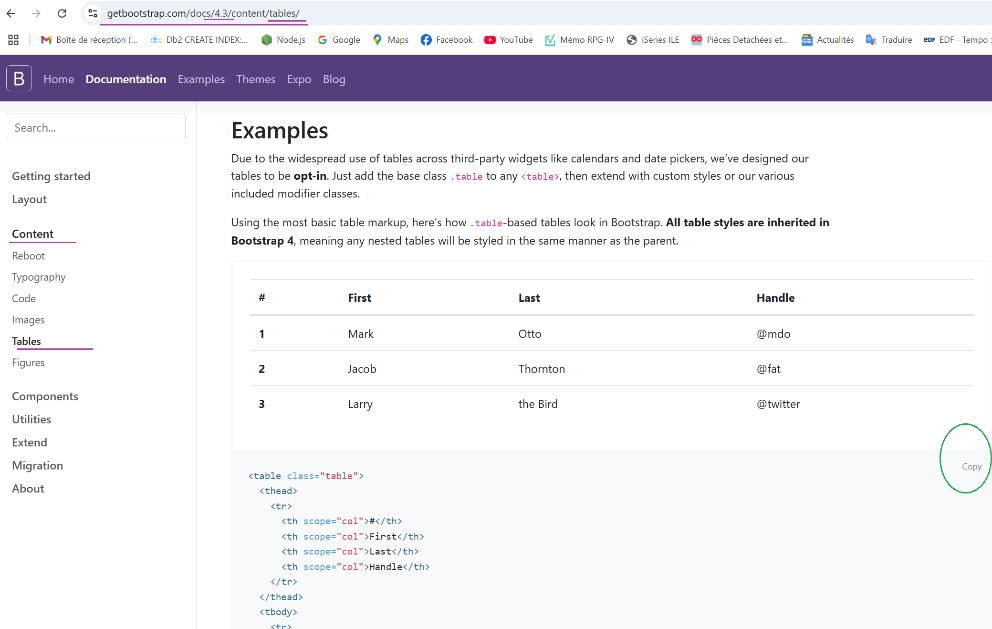 getbootstrap.com/docs/4.3/content/tables/
Boîte de réception (... Db2 CREATE INDEX:... Node.js Google Maps Facebook YouTube Mémo RPG-IV iSeries ILE Pièces Detachées et... Actualités Traduire EDF EDF - Tempo :
B Home Documentation Examples Themes Expo Blog
Search...
Getting started
Layout
Content
Reboot
Typography
Code
Images
Tables
Figures
Components
Utilities
Extend
Migration
About
Examples
Due to the widespread use of tables across third-party widgets like calendars and date pickers, we’ve designed our
tables to be opt-in. Just add the base class .table to any <table>, then extend with custom styles or our various
included modifier classes.
Using the most basic table markup, here’s how .table-based tables look in Bootstrap. All table styles are inherited in
Bootstrap 4, meaning any nested tables will be styled in the same manner as the parent.
# First Last Handle
1 Mark Otto @mdo
2 Jacob Thornton @fat
3 Larry the Bird @twitter
Copy
<table class="table">
<thead>
<tr>
<th scope="col">#</th>
<th scope="col">First</th>
<th scope="col">Last</th>
<th scope="col">Handle</th>
</tr>
</thead>
<tbody>
<tr>